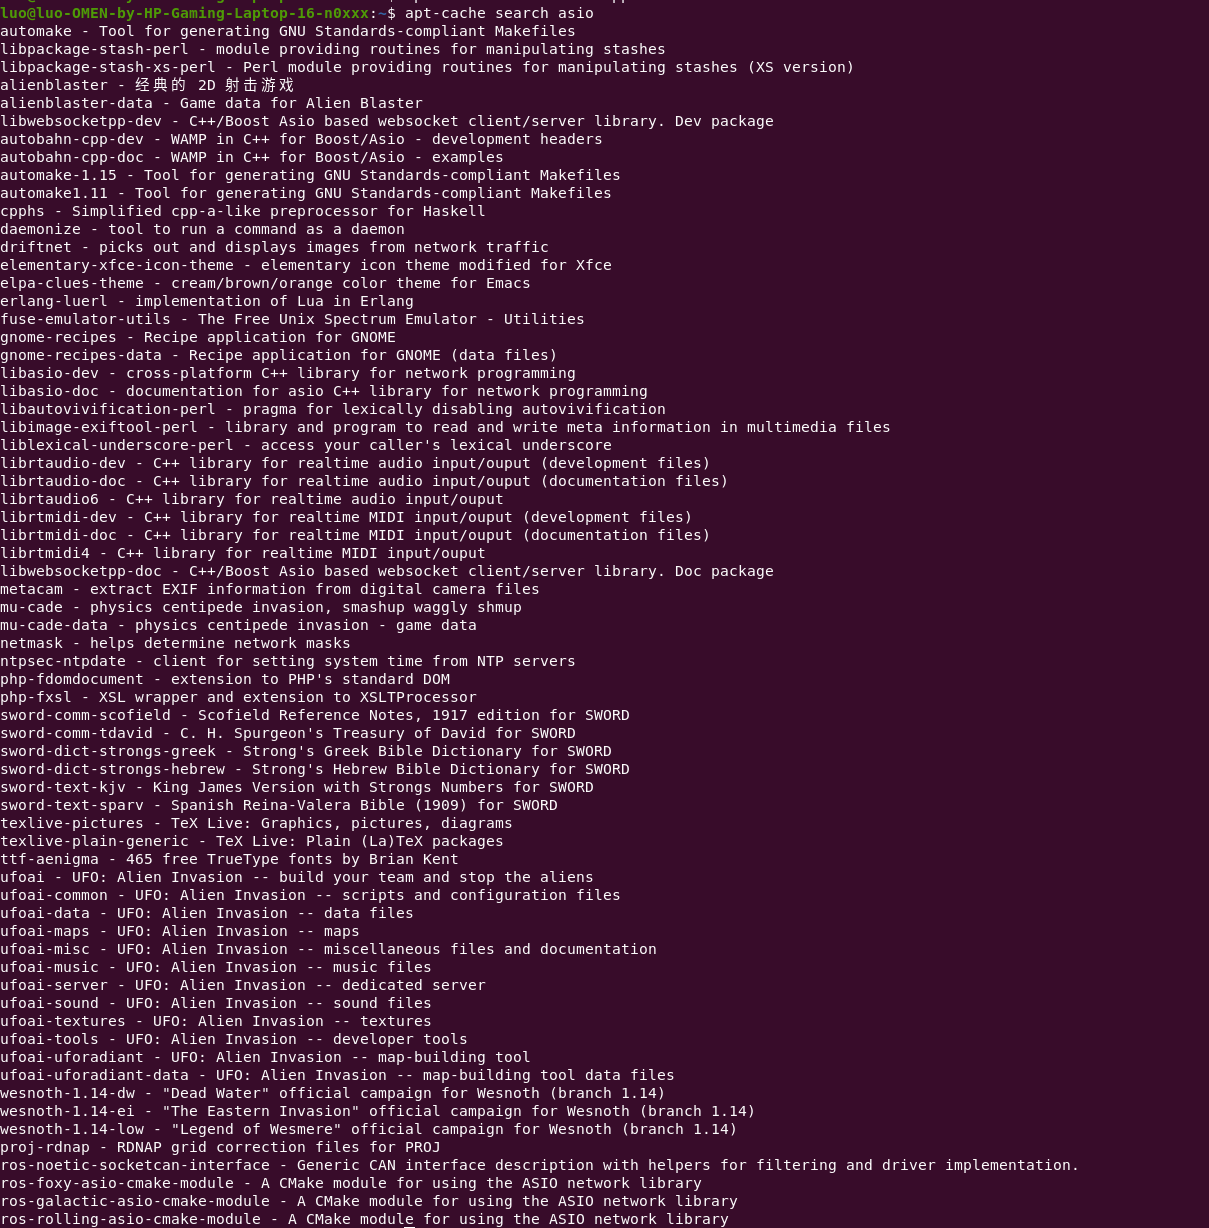 luo@luo-OMEN-by-HP-Gaming-Laptop-16-n0xxx:~$ apt-cache search asio
automake - Tool for generating GNU Standards-compliant Makefiles
libpackage-stash-perl - module providing routines for manipulating stashes
libpackage-stash-xs-perl - Perl module providing routines for manipulating stashes (XS version)
alienblaster - 经典的 2D 射击游戏
alienblaster-data - Game data for Alien Blaster
libwebsocketpp-dev - C++/Boost Asio based websocket client/server library. Dev package
autobahn-cpp-dev - WAMP in C++ for Boost/Asio - development headers
autobahn-cpp-doc - WAMP in C++ for Boost/Asio - examples
automake-1.15 - Tool for generating GNU Standards-compliant Makefiles
automake1.11 - Tool for generating GNU Standards-compliant Makefiles
cpphs - Simplified cpp-a-like preprocessor for Haskell
daemonize - tool to run a command as a daemon
driftnet - picks out and displays images from network traffic
elementary-xfce-icon-theme - elementary icon theme modified for Xfce
elpa-clues-theme - cream/brown/orange color theme for Emacs
erlang-luerl - implementation of Lua in Erlang
fuse-emulator-utils - The Free Unix Spectrum Emulator - Utilities
gnome-recipes - Recipe application for GNOME
gnome-recipes-data - Recipe application for GNOME (data files)
libasio-dev - cross-platform C++ library for network programming
libasio-doc - documentation for asio C++ library for network programming
libautovivification-perl - pragma for lexically disabling autovivification
libimage-exiftool-perl - library and program to read and write meta information in multimedia files
liblexical-underscore-perl - access your caller's lexical underscore
librtaudio-dev - C++ library for realtime audio input/ouput (development files)
librtaudio-doc - C++ library for realtime audio input/ouput (documentation files)
librtaudio6 - C++ library for realtime audio input/ouput
librtmidi-dev - C++ library for realtime MIDI input/ouput (development files)
librtmidi-doc - C++ library for realtime MIDI input/ouput (documentation files)
librtmidi4 - C++ library for realtime MIDI input/ouput
libwebsocketpp-doc - C++/Boost Asio based websocket client/server library. Doc package
metacam - extract EXIF information from digital camera files
mu-cade - physics centipede invasion, smashup waggly shmup
mu-cade-data - physics centipede invasion - game data
netmask - helps determine network masks
ntpsec-ntpdate - client for setting system time from NTP servers
php-fdomdocument - extension to PHP's standard DOM
php-fxsl - XSL wrapper and extension to XSLTProcessor
sword-comm-scofield - Scofield Reference Notes, 1917 edition for SWORD
sword-comm-tdavid - C. H. Spurgeon's Treasury of David for SWORD
sword-dict-strongs-greek - Strong's Greek Bible Dictionary for SWORD
sword-dict-strongs-hebrew - Strong's Hebrew Bible Dictionary for SWORD
sword-text-kjv - King James Version with Strongs Numbers for SWORD
sword-text-sparv - Spanish Reina-Valera Bible (1909) for SWORD
texlive-pictures - TeX Live: Graphics, pictures, diagrams
texlive-plain-generic - TeX Live: Plain (La)TeX packages
ttf-aenigma - 465 free TrueType fonts by Brian Kent
ufoai - UFO: Alien Invasion -- build your team and stop the aliens
ufoai-common - UFO: Alien Invasion -- scripts and configuration files
ufoai-data - UFO: Alien Invasion -- data files
ufoai-maps - UFO: Alien Invasion -- maps
ufoai-misc - UFO: Alien Invasion -- miscellaneous files and documentation
ufoai-music - UFO: Alien Invasion -- music files
ufoai-server - UFO: Alien Invasion -- dedicated server
ufoai-sound - UFO: Alien Invasion -- sound files
ufoai-textures - UFO: Alien Invasion -- textures
ufoai-tools - UFO: Alien Invasion -- developer tools
ufoai-uforadiant - UFO: Alien Invasion -- map-building tool
ufoai-uforadiant-data - UFO: Alien Invasion -- map-building tool data files
wesnoth-1.14-dw - "Dead Water" official campaign for Wesnoth (branch 1.14)
wesnoth-1.14-ei - "The Eastern Invasion" official campaign for Wesnoth (branch 1.14)
wesnoth-1.14-low - "Legend of Wesmere" official campaign for Wesnoth (branch 1.14)
proj-rdnap - RDNAP grid correction files for PROJ
ros-noetic-socketcan-interface - Generic CAN interface description with helpers for filtering and driver implementation.
ros-foxy-asio-cmake-module - A CMake module for using the ASIO network library
ros-galactic-asio-cmake-module - A CMake module for using the ASIO network library
ros-rolling-asio-cmake-module - A CMake module for using the ASIO network library